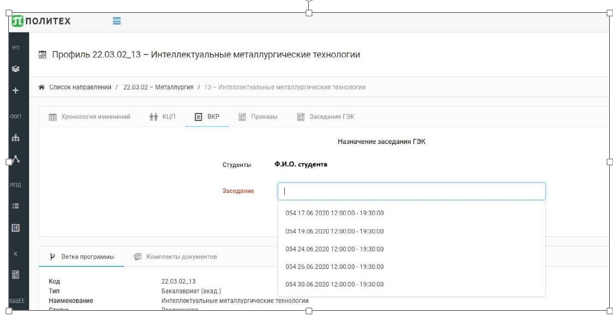 ПОЛИТЕХ
УП
Профиль 22.03.02_13 – Интеллектуальные металлургические технологии
Список направлений / 22.03.02 – Металлургия / 13 – Интеллектуальные металлургические технологии
ООП
Хронология изменений КЦП ВКР Приказы Заседания ГЭК
Назначение заседания ГЭК
Студенты Ф.И.О. студента
РПД
Заседание
054 17.06.2020 12:00:00 - 19:30:00
054 19.06.2020 12:00:00 - 19:30:00
054 24.06.2020 12:00:00 - 19:30:00
К
Ветка программы Комплекты документов
054 26.06.2020 12:00:00 - 19:30:00
054 30.06.2020 12:00:00 - 19:30:00
Код 22.03.02_13
Тип Бакалавриат (акад.)
Наименование Интеллектуальные металлургические технологии